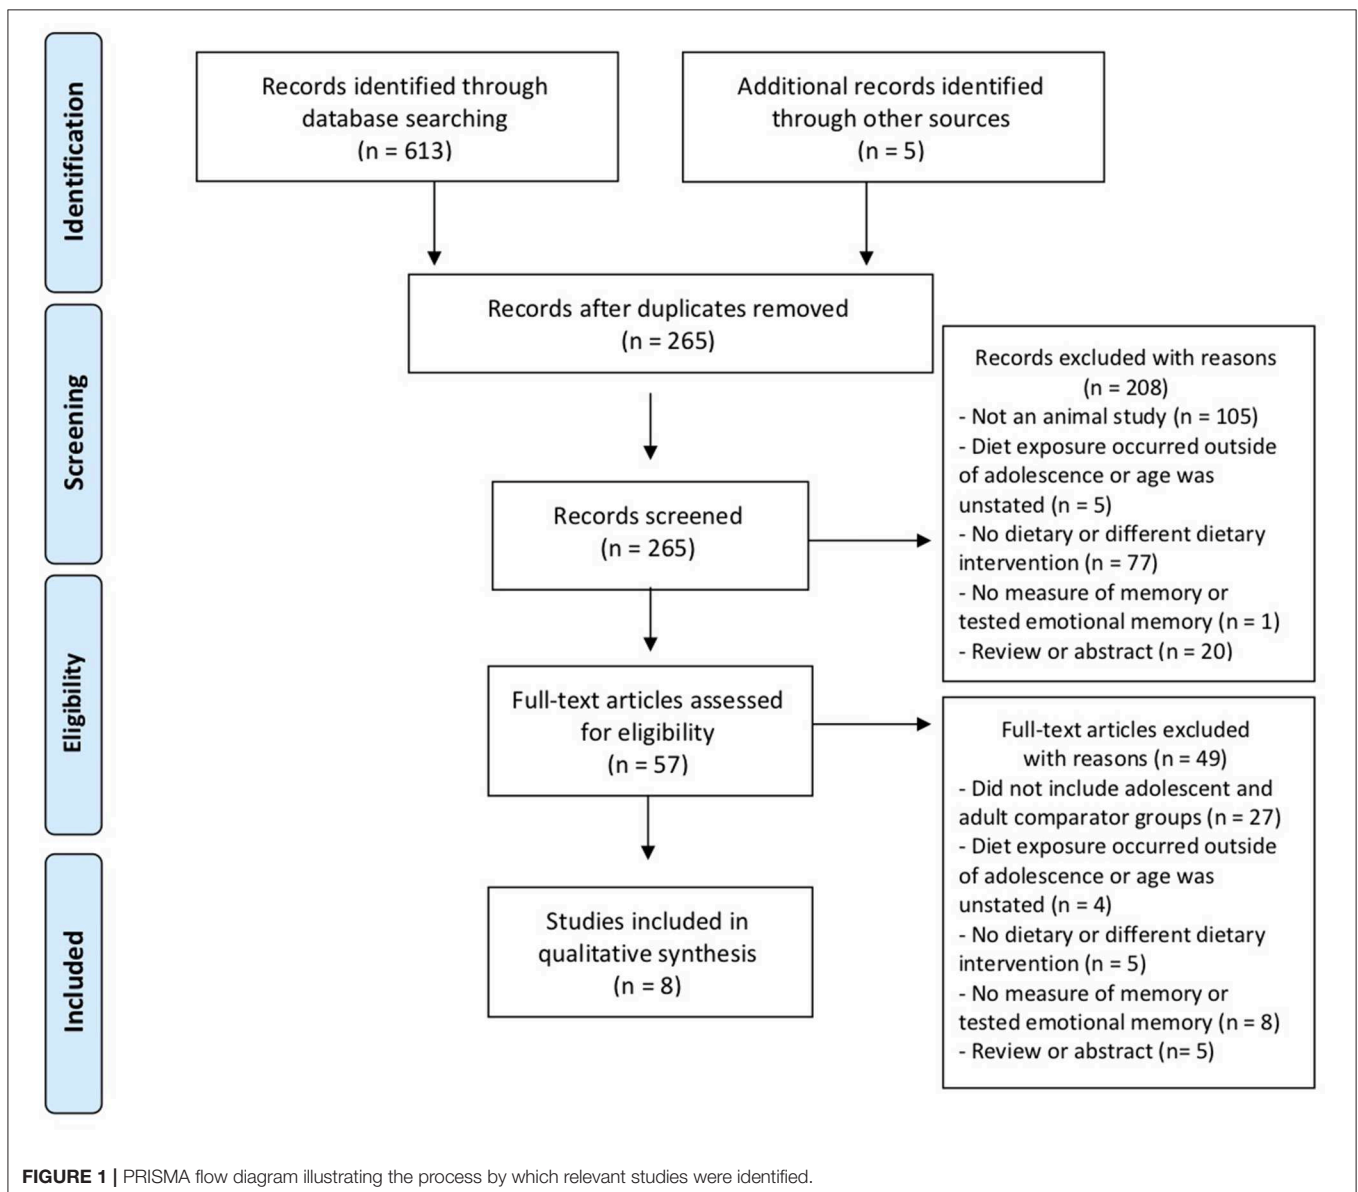 Identification
Records identified through
database searching
(n = 613)
Additional records identified
through other sources
(n = 5)
Records after duplicates removed
(n = 265)
Screening
Records screened
(n = 265)
Records excluded with reasons
(n = 208)
- Not an animal study (n = 105)
- Diet exposure occurred outside
of adolescence or age was
unstated (n = 5)
- No dietary or different dietary
intervention (n = 77)
- No measure of memory or
tested emotional memory (n = 1)
- Review or abstract (n = 20)
Eligibility
Full-text articles assessed
for eligibility
(n = 57)
Full-text articles excluded
with reasons (n = 49)
- Did not include adolescent and
adult comparator groups (n = 27)
- Diet exposure occurred outside
of adolescence or age was
unstated (n = 4)
- No dietary or different dietary
intervention (n = 5)
- No measure of memory or
tested emotional memory (n = 8)
- Review or abstract (n= 5)
Included
Studies included in
qualitative synthesis
(n = 8)
FIGURE 1 | PRISMA flow diagram illustrating the process by which relevant studies were identified.